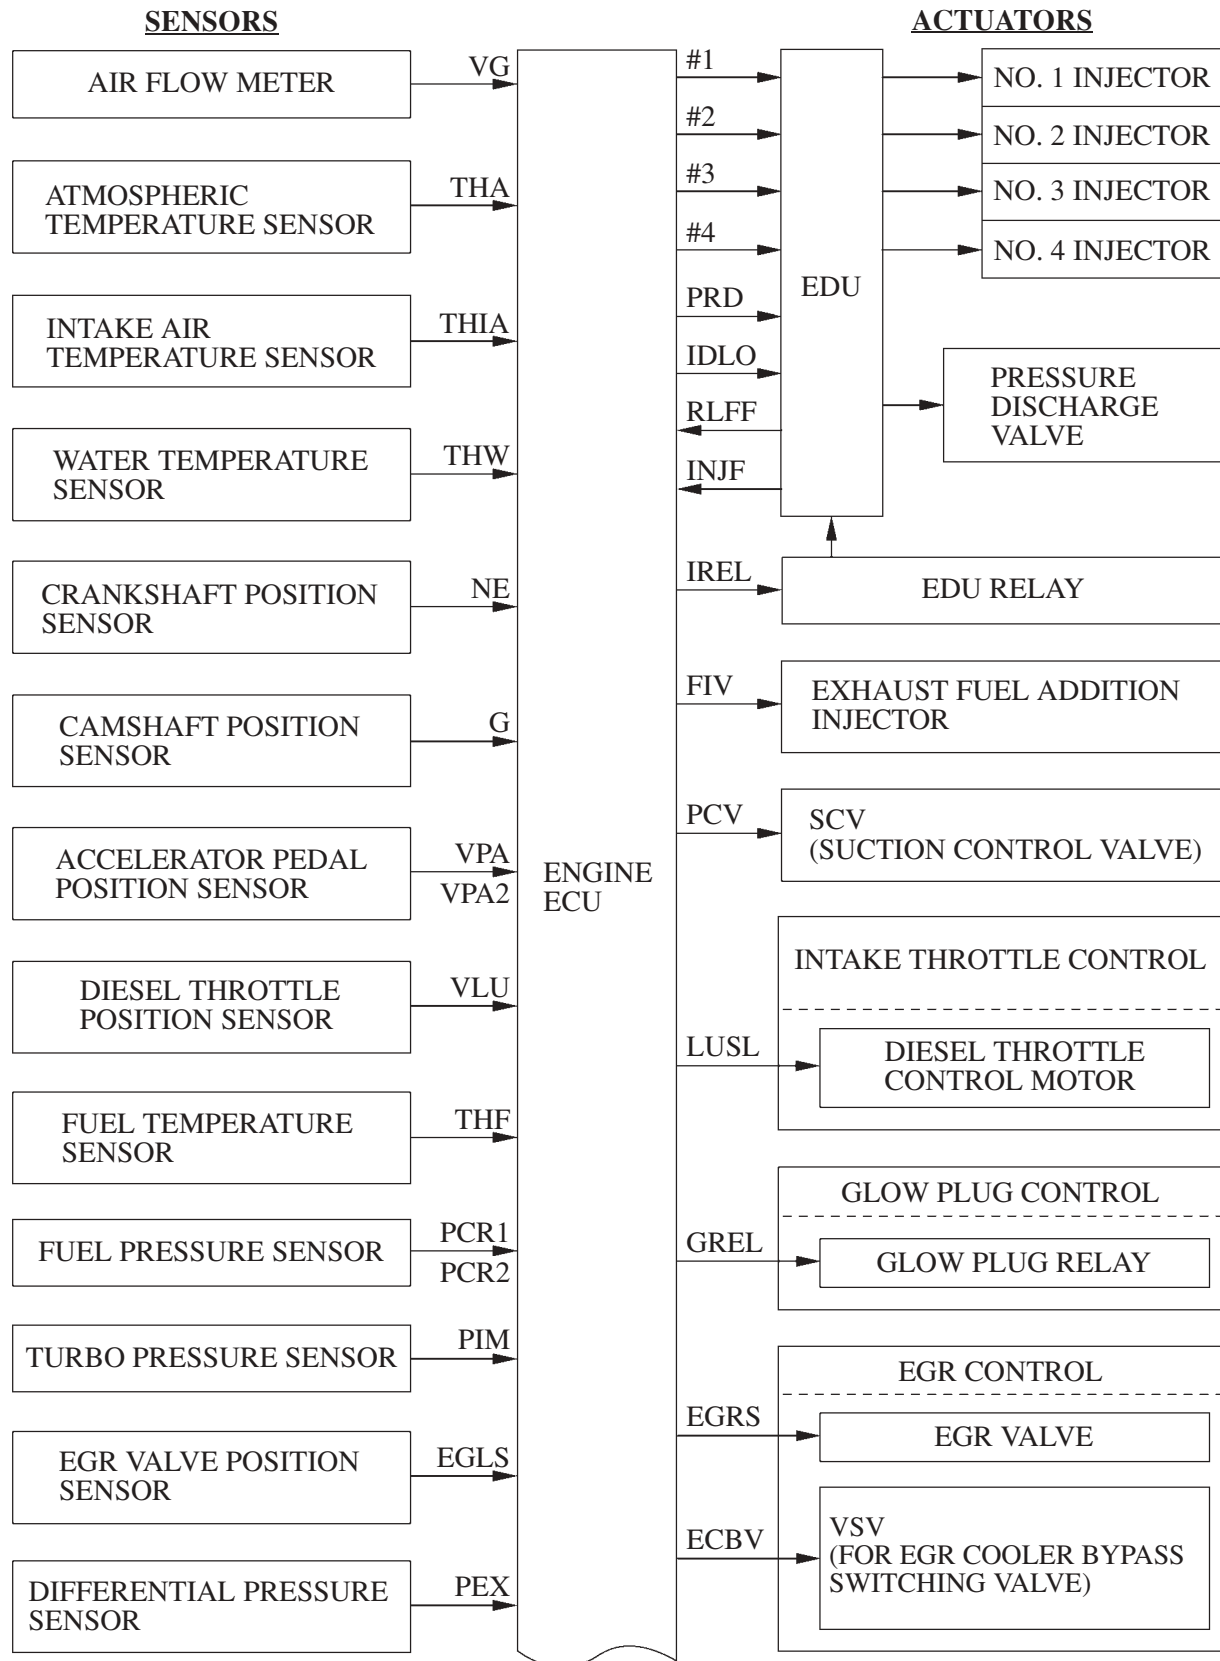 SENSORS
AIR FLOW METER
VG
ATMOSPHERIC
TEMPERATURE SENSOR
THA
INTAKE AIR
TEMPERATURE SENSOR
THIA
WATER TEMPERATURE
SENSOR
THW
CRANKSHAFT POSITION
SENSOR
NE
CAMSHAFT POSITION
SENSOR
G
ACCELERATOR PEDAL
POSITION SENSOR
VPA
VPA2
DIESEL THROTTLE
POSITION SENSOR
VLU
FUEL TEMPERATURE
SENSOR
THF
FUEL PRESSURE SENSOR
PCR1
PCR2
TURBO PRESSURE SENSOR
PIM
EGR VALVE POSITION
SENSOR
EGLS
DIFFERENTIAL PRESSURE
SENSOR
PEX
ENGINE
ECU
ACTUATORS
#1
#2
#3
#4
PRD
IDLO
RLFF
INJF
EDU
NO. 1 INJECTOR
NO. 2 INJECTOR
NO. 3 INJECTOR
NO. 4 INJECTOR
PRESSURE
DISCHARGE
VALVE
IREL
EDU RELAY
FIV
EXHAUST FUEL ADDITION
INJECTOR
PCV
SCV
(SUCTION CONTROL VALVE)
INTAKE THROTTLE CONTROL
LUSL
DIESEL THROTTLE
CONTROL MOTOR
GLOW PLUG CONTROL
GREL
GLOW PLUG RELAY
EGR CONTROL
EGRS
EGR VALVE
ECBV
VSV
(FOR EGR COOLER BYPASS
SWITCHING VALVE)